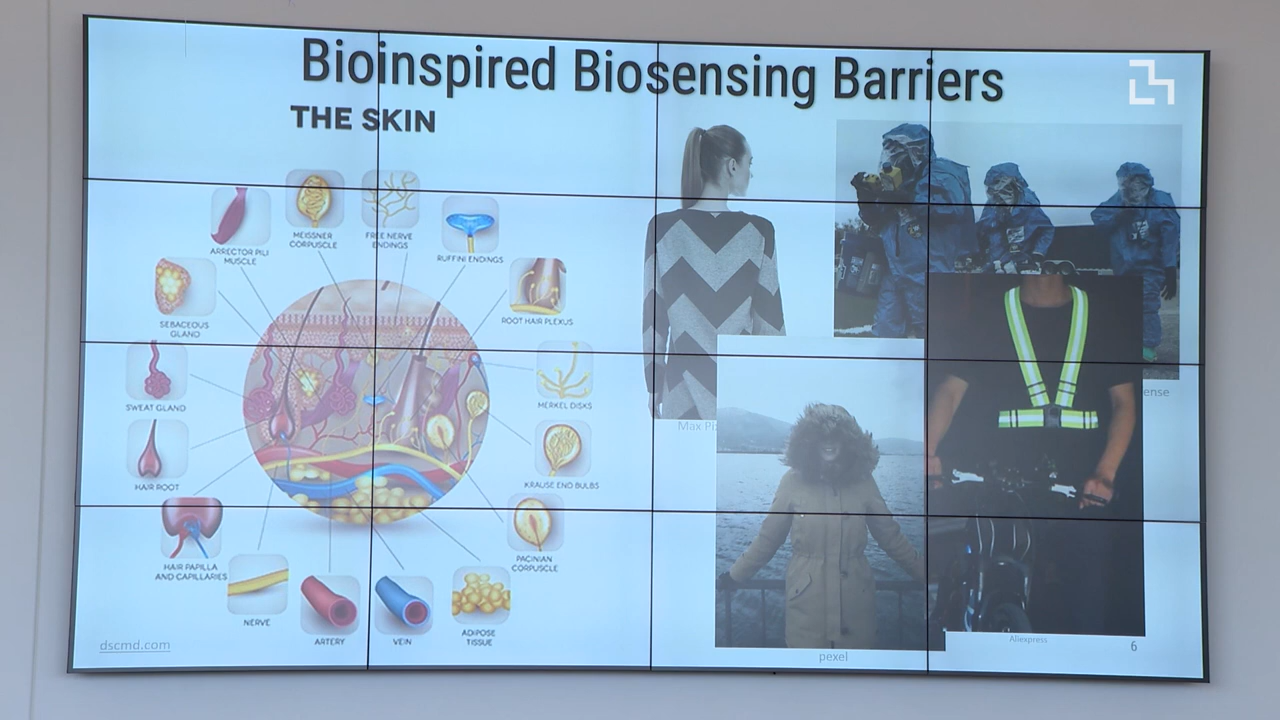 Bioinspired Biosensing Barriers
THE SKIN
ARRECTOR PILI
MUSCLE
MEISSNER
CORPUSCLE
FREE NERVE
ENDINGS
RUFFINI ENDINGS
ROOT HAIR PLEXUS
SEBACEOUS
GLAND
SWEAT GLAND
MERKEL DISKS
HAIR ROOT
KRAUSE END BULBS
HAIR PAPILLA
AND CAPILLARIES
PACINIAN
CORPUSCLE
NERVE
ARTERY
VEIN
ADIPOSE
TISSUE
dscmd.com
Max
pexel
Aliexpress
6